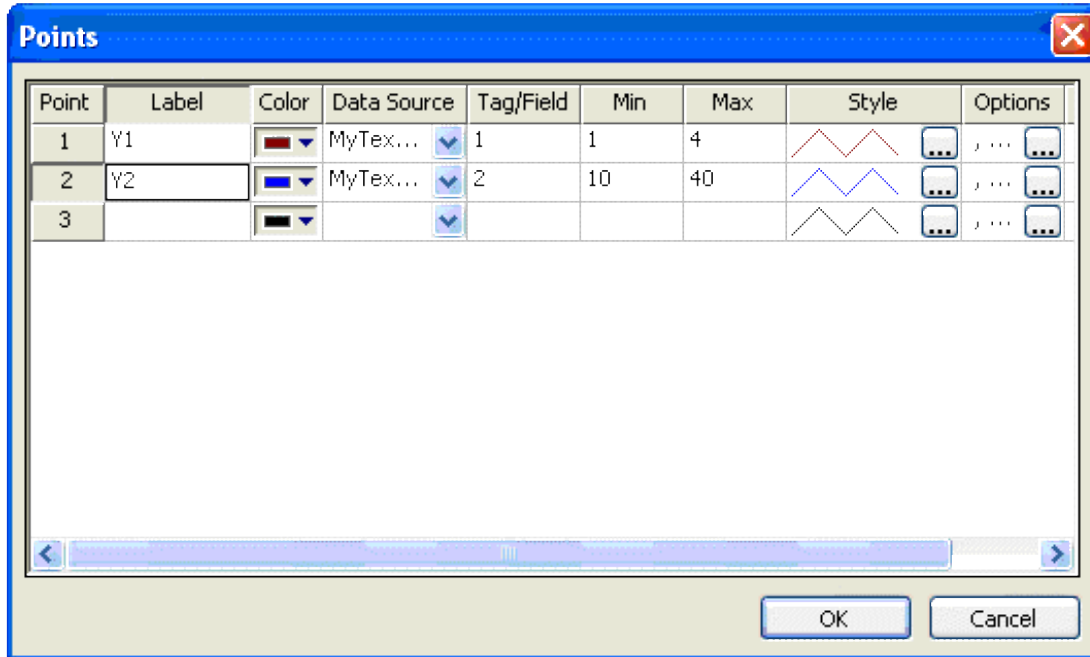 Points
Point Label Color Data Source Tag/Field Min Max Style Options
1 Y1 MyTex... 1 1 4 ... , ... ...
2 Y2 MyTex... 2 10 40 ... , ... ...
3 ... , ... ...
OK Cancel